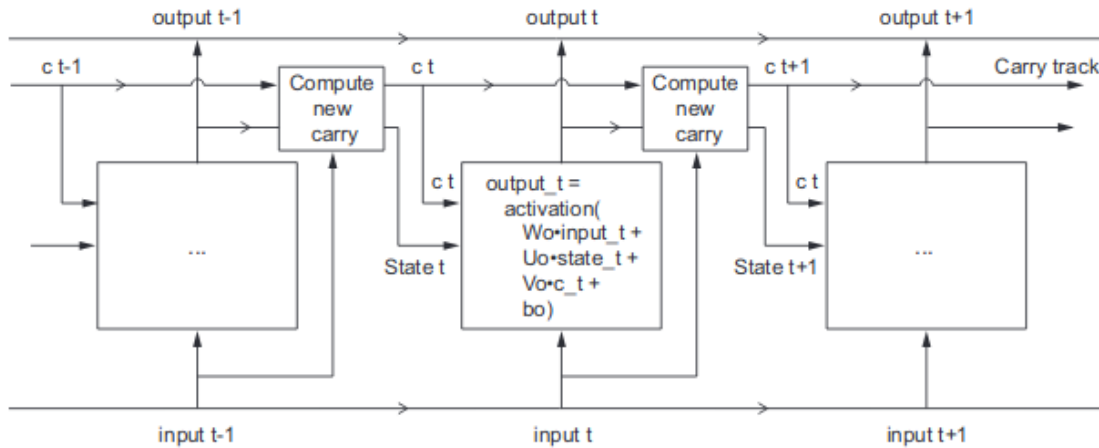 output t-1
output t
output t+1
c t-1
Compute
new
carry
c t
Compute
new
carry
c t+1
Carry track
c t
output_t =
activation(
Wo•input_t +
Uo•state_t +
Vo•c_t +
bo)
c t
...
State t
State t+1
...
input t-1
input t
input t+1